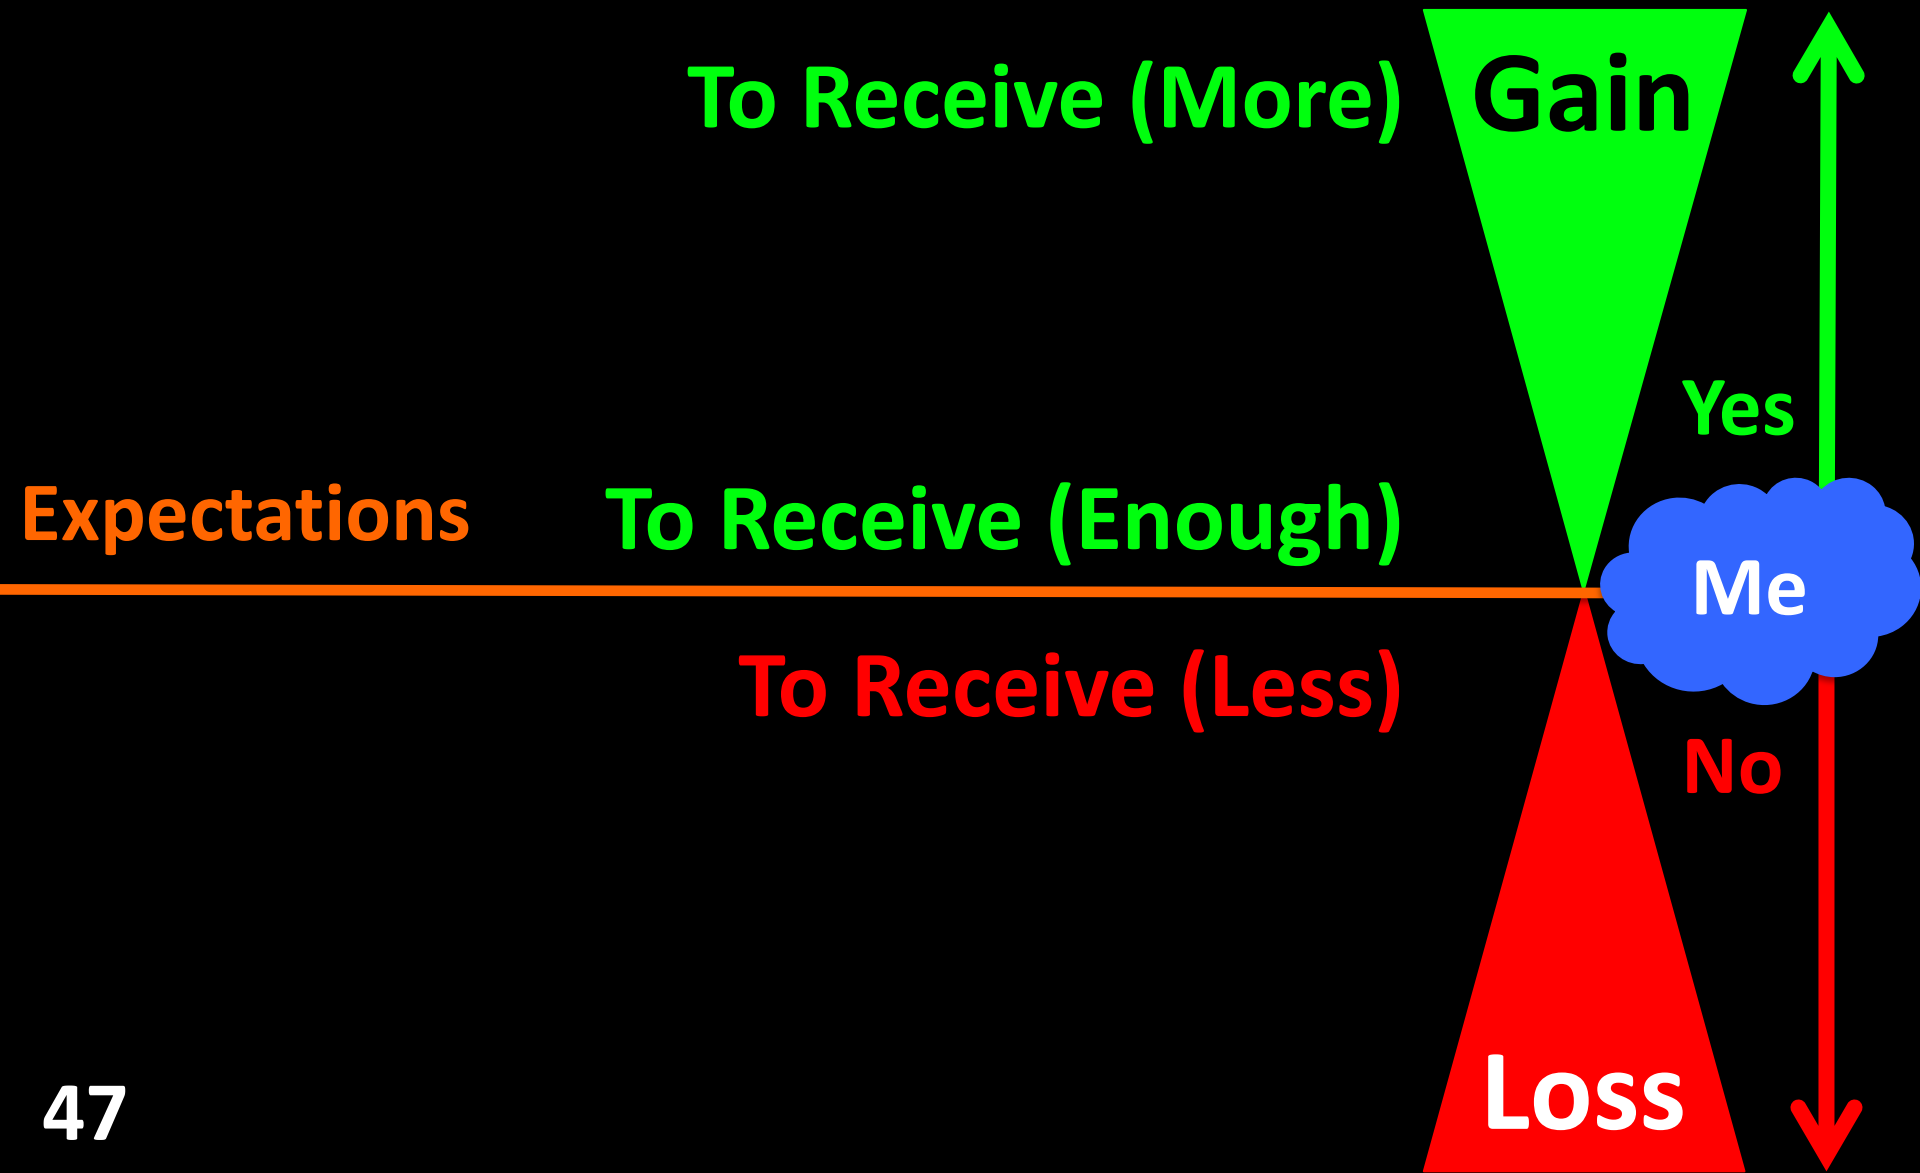 To Receive (More)
Gain
Yes
Expectations
To Receive (Enough)
Me
To Receive (Less)
No
Loss
47